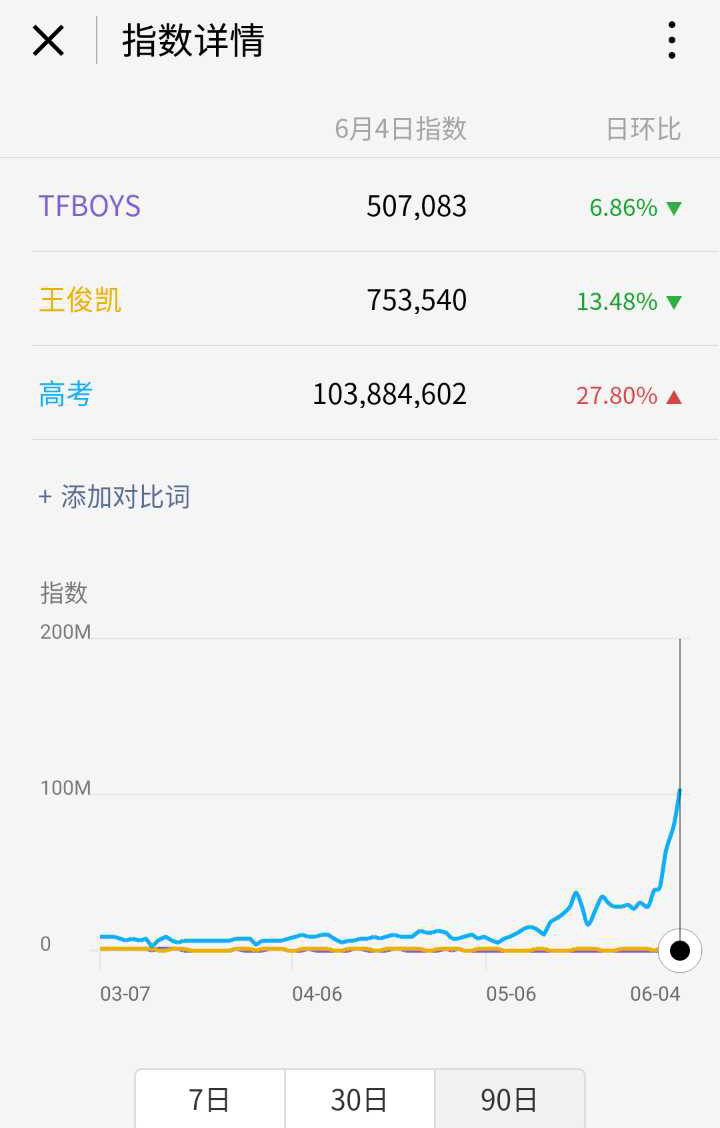 指数详情
6月4日指数 日环比
TFBOYS 507,083 6.86% ▼
王俊凯 753,540 13.48% ▼
高考 103,884,602 27.80% ▲
+ 添加对比词
指数
200M
100M
0
03-07 04-06 05-06 06-04
7日 30日 90日